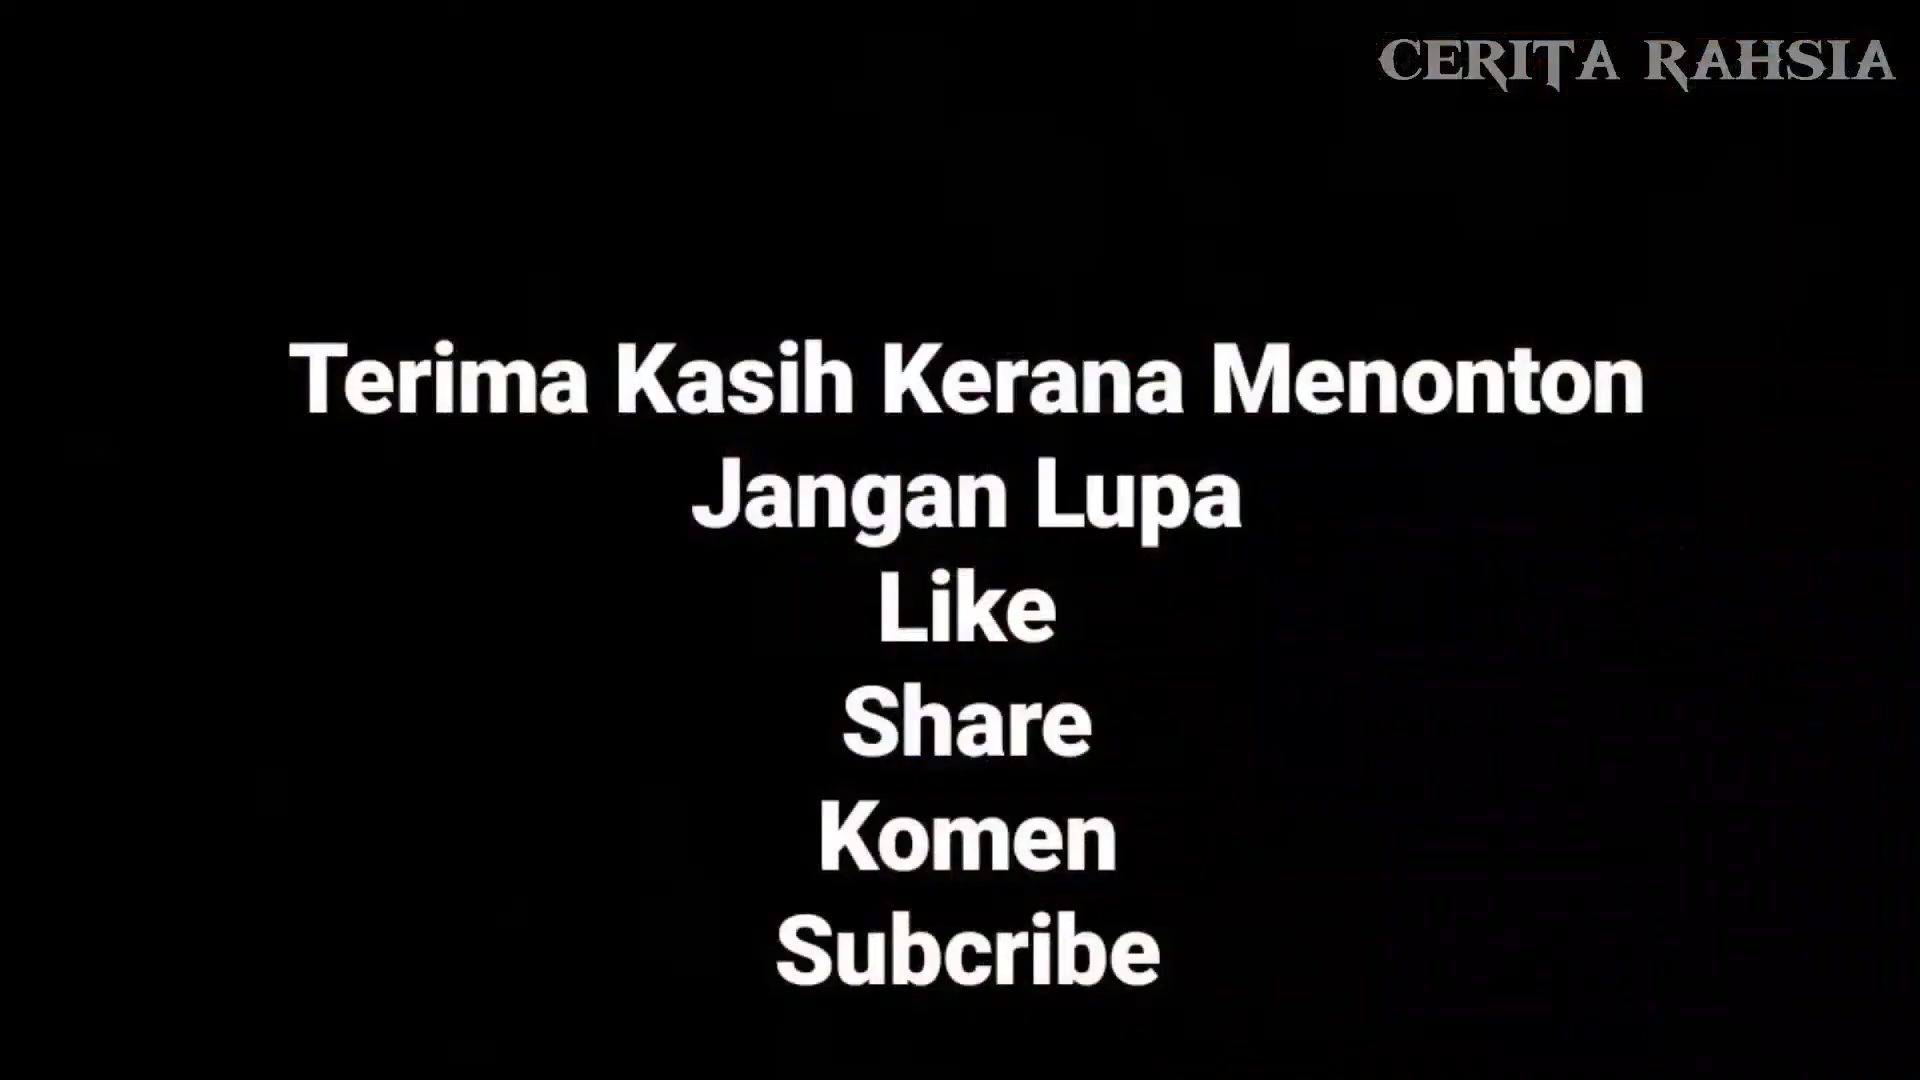 CERITA RAHSIA
Terima Kasih Kerana Menonton
Jangan Lupa
Like
Share
Komen
Subcribe